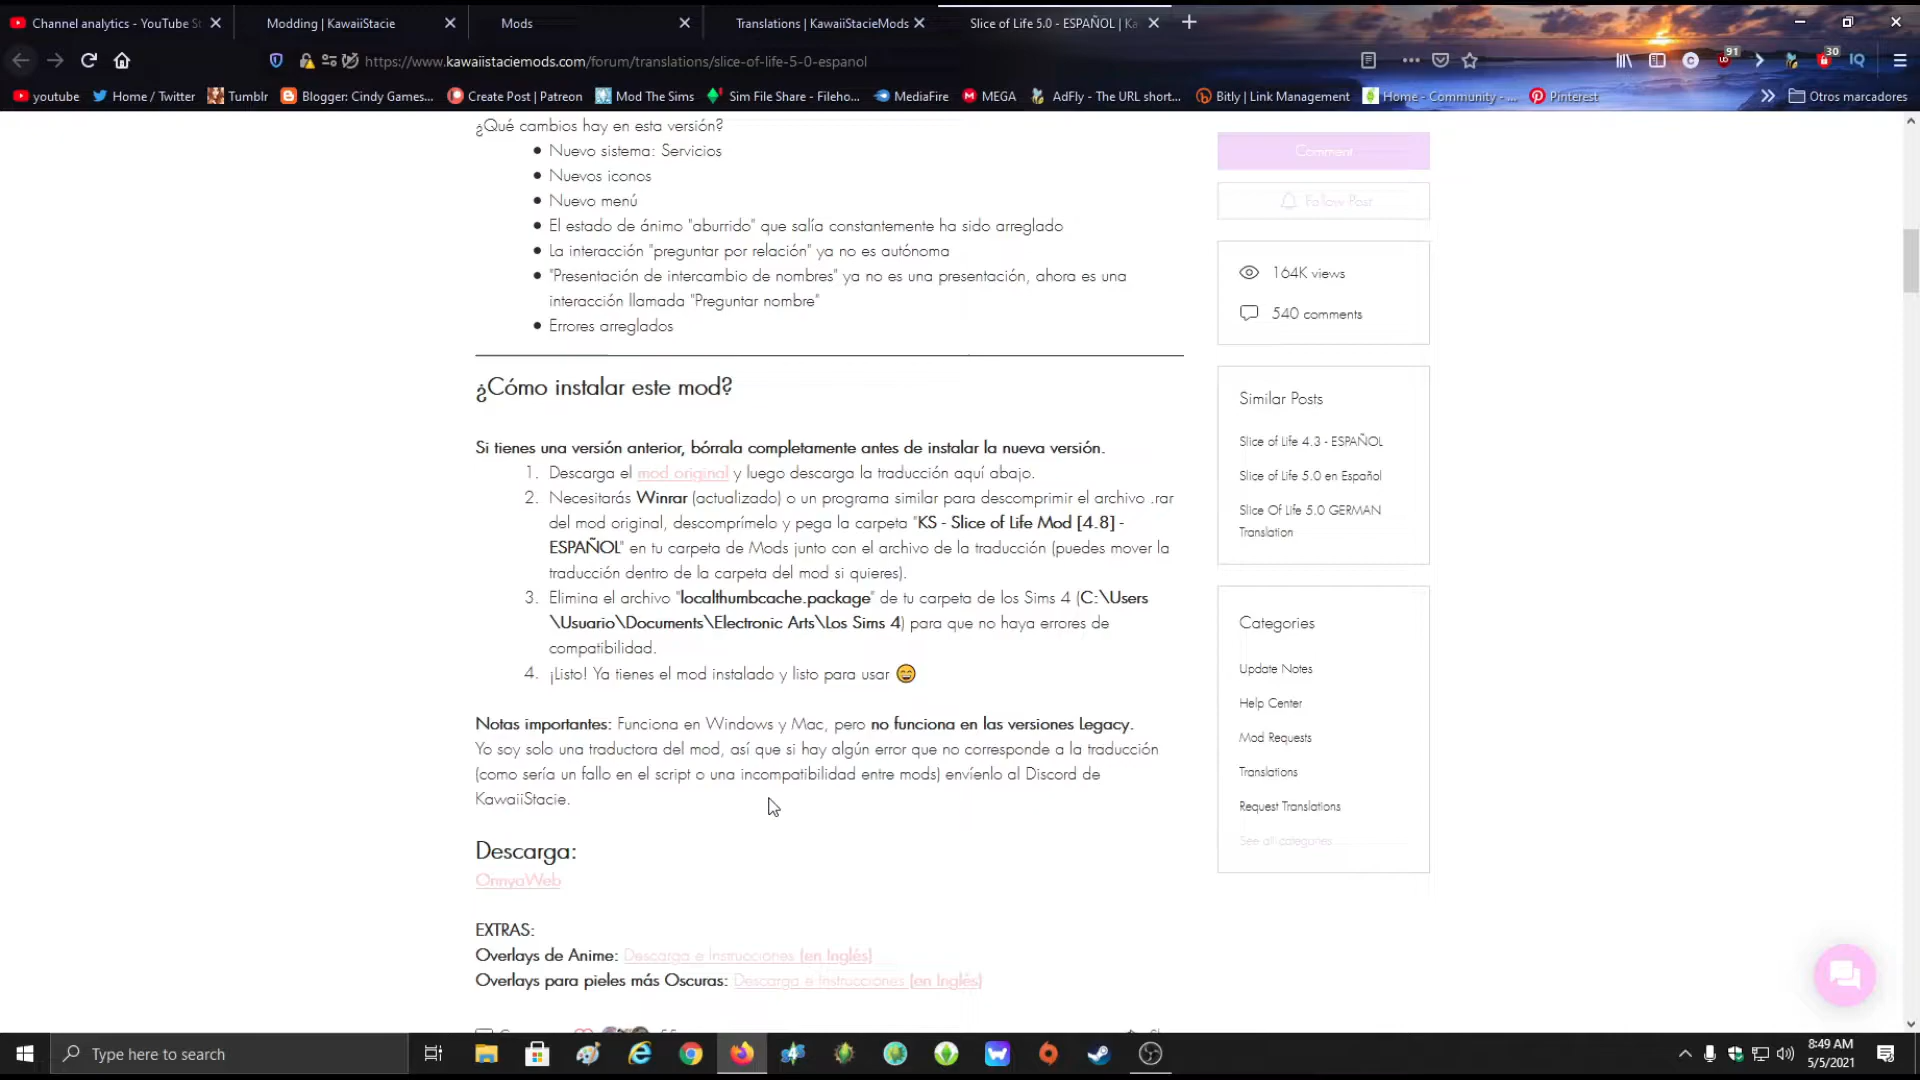 Channel analytics - YouTube St
Modding | KawaiiStacie
Mods
Translations | KawaiiStacieMods
Slice of Life 5.0 - ESPAÑOL | Ka
https://www.kawaiistaciemods.com/forum/translations/slice-of-life-5-0-espanol
91
30
IQ
youtube
Home / Twitter
Tumblr
Blogger: Cindy Games...
Create Post | Patreon
Mod The Sims
Sim File Share - Fileho...
MediaFire
MEGA
AdFly - The URL short...
Bitly | Link Management
Home - Community - ...
Pinterest
Otros marcadores
¿Qué cambios hay en esta versión?
Nuevo sistema: Servicios
Nuevos iconos
Nuevo menú
El estado de ánimo "aburrido" que salía constantemente ha sido arreglado
La interacción "preguntar por relación" ya no es autónoma
"Presentación de intercambio de nombres" ya no es una presentación, ahora es una
interacción llamada "Preguntar nombre"
Errores arreglados
¿Cómo instalar este mod?
Si tienes una versión anterior, bórrala completamente antes de instalar la nueva versión.
1. Descarga el mod original y luego descarga la traducción aquí abajo.
2. Necesitarás Winrar (actualizado) o un programa similar para descomprimir el archivo .rar
del mod original, descomprímelo y pega la carpeta "KS - Slice of Life Mod [4.8] -
ESPAÑOL" en tu carpeta de Mods junto con el archivo de la traducción (puedes mover la
traducción dentro de la carpeta del mod si quieres).
3. Elimina el archivo "localthumbcache.package" de tu carpeta de los Sims 4 (C:\Users
\Usuario\Documents\Electronic Arts\Los Sims 4) para que no haya errores de
compatibilidad.
4. ¡Listo! Ya tienes el mod instalado y listo para usar 😄
Notas importantes: Funciona en Windows y Mac, pero no funciona en las versiones Legacy.
Yo soy solo una traductora del mod, así que si hay algún error que no corresponde a la traducción
(como sería un fallo en el script o una incompatibilidad entre mods) envíenlo al Discord de
KawaiiStacie.
Descarga:
OnnyaWeb
EXTRAS:
Overlays de Anime: Descarga e Instrucciones (en Inglés)
Overlays para pieles más Oscuras: Descarga e Instrucciones (en Inglés)
Comment
Follow Post
164K views
540 comments
Similar Posts
Slice of Life 4.3 - ESPAÑOL
Slice of Life 5.0 en Español
Slice Of Life 5.0 GERMAN
Translation
Categories
Update Notes
Help Center
Mod Requests
Translations
Request Translations
See all categories
Type here to search
8:49 AM
5/5/2021